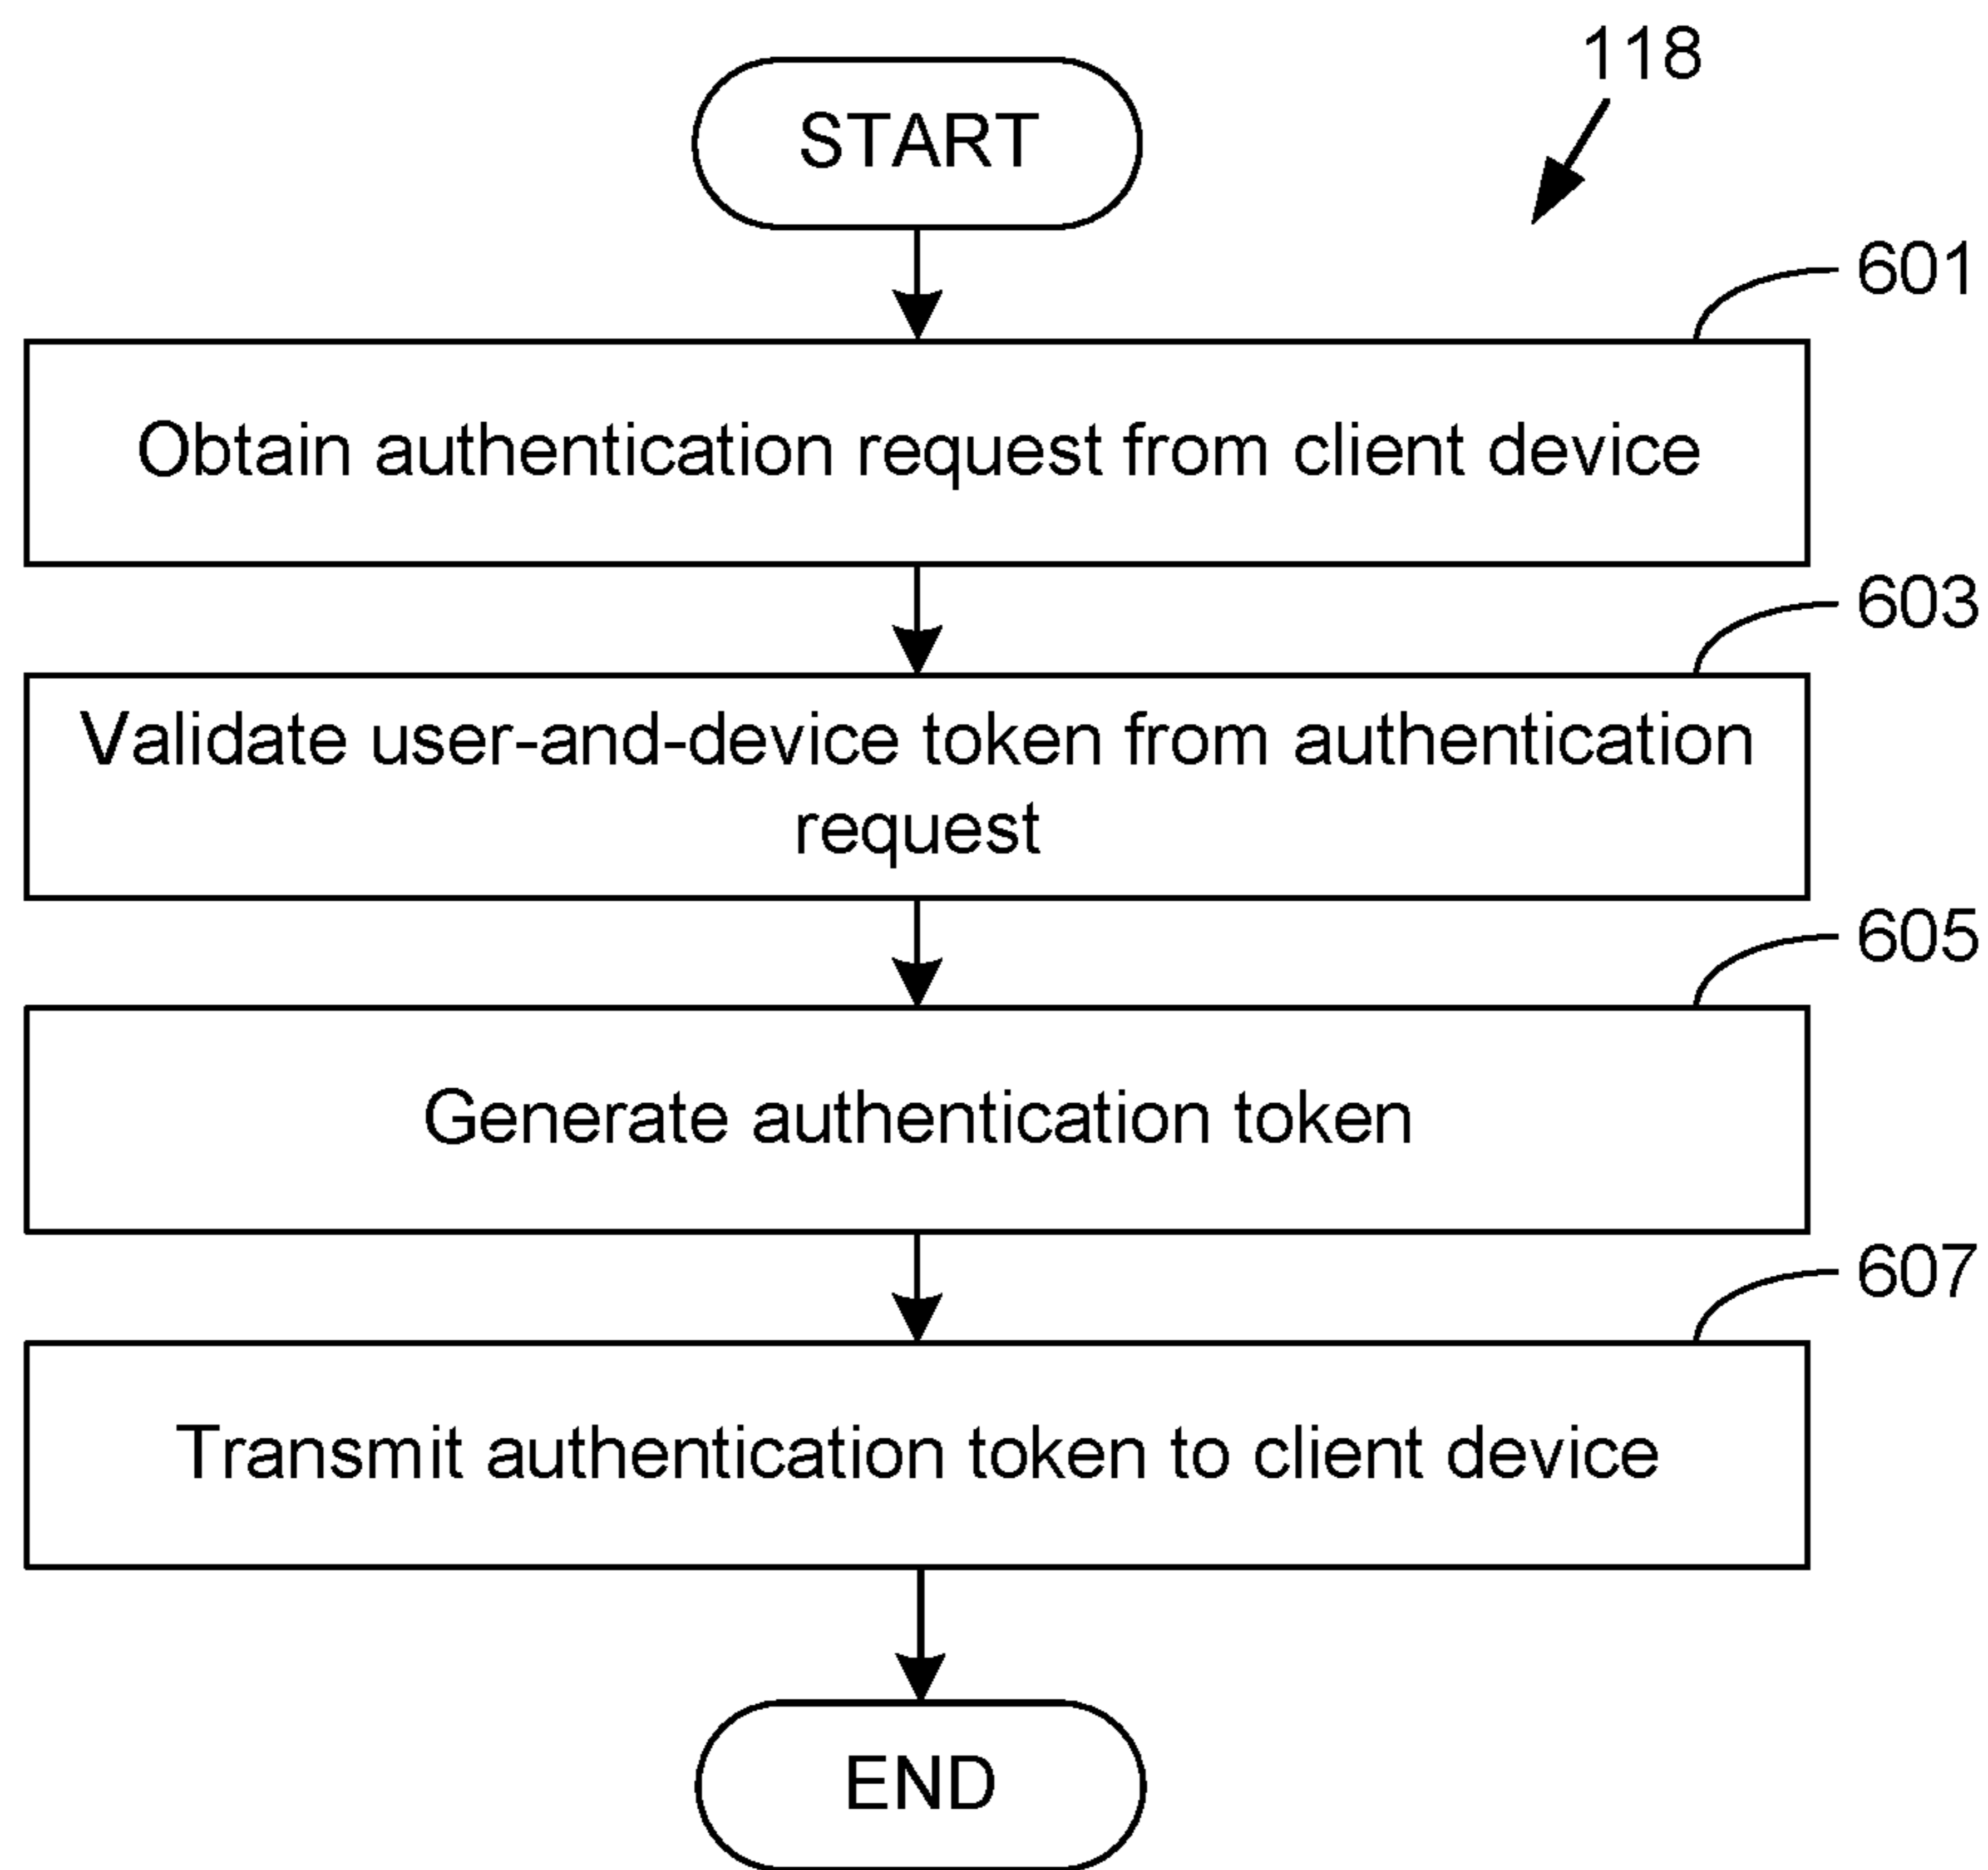 118
START
601
Obtain authentication request from client device
603
Validate user-and-device token from authentication
request
605
Generate authentication token
607
Transmit authentication token to client device
END